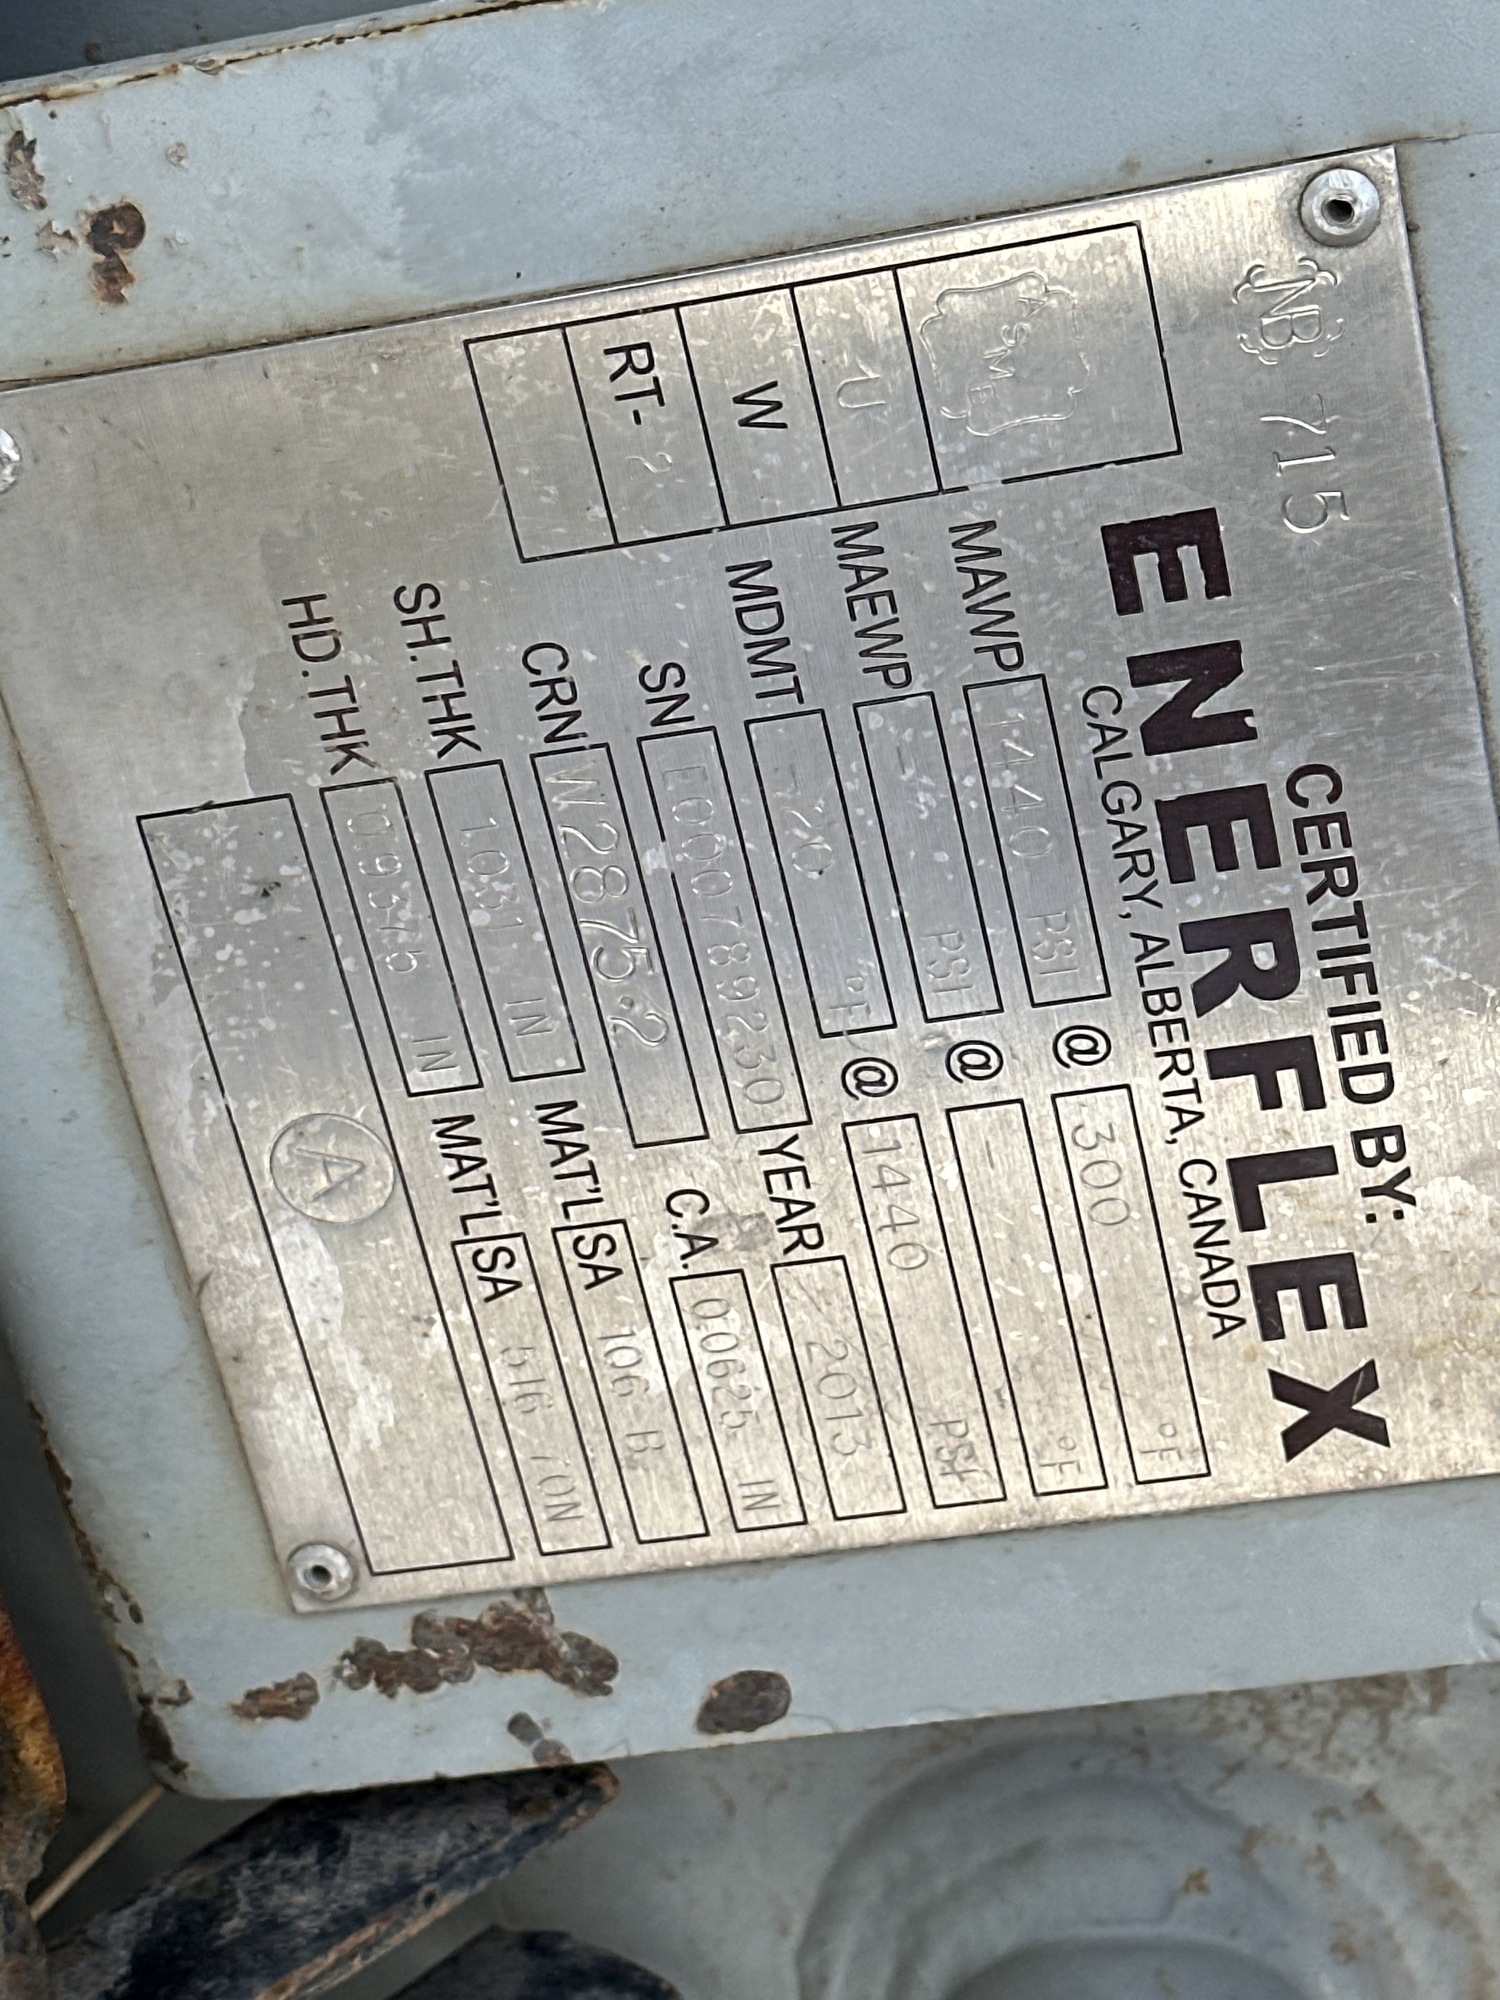 NB 715
CERTIFIED BY:
ENERFLEX
CALGARY, ALBERTA, CANADA
ASME
U
W
RT- 2
MAWP 1440 PSI @ 300 °F
MAEWP - PSI @ - °F
MDMT -20 °F @ 1440 PSI
SN E00078923O YEAR 2013
CRN W2875.2 C.A. 0.0625 IN
SH.THK 1.031 IN MAT'L SA 106 B
HD.THK 0.9375 IN MAT'L SA 516 70N
A